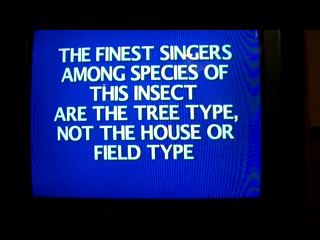 THE FINEST SINGERS
AMONG SPECIES OF
THIS INSECT
ARE THE TREE TYPE,
NOT THE HOUSE OR
FIELD TYPE